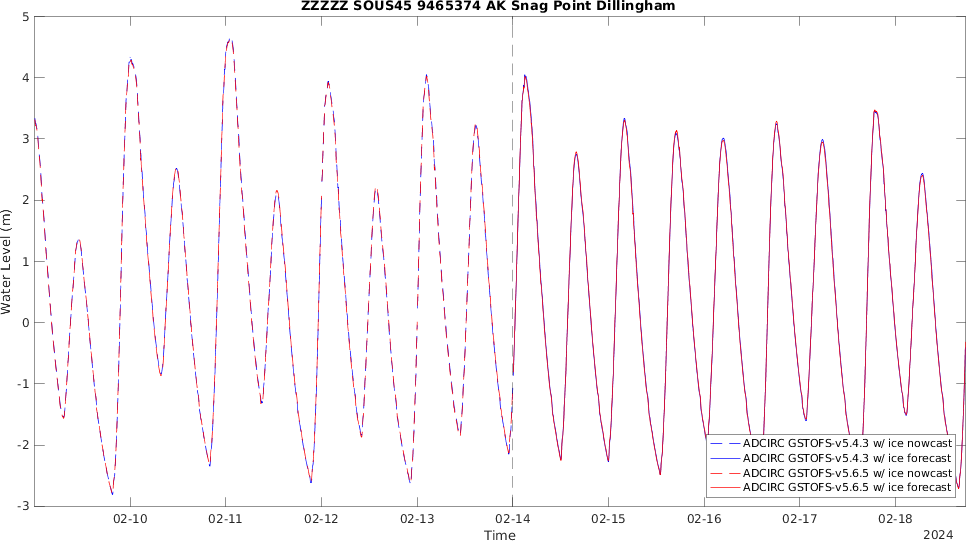 ZZZZZ SOUS45 9465374 AK Snag Point Dillingham
5
4
3
2
1
0
-1
-2
-3
Water Level (m)
ADCIRC GSTOFS-v5.4.3 w/ ice nowcast
ADCIRC GSTOFS-v5.4.3 w/ ice forecast
ADCIRC GSTOFS-v5.6.5 w/ ice nowcast
ADCIRC GSTOFS-v5.6.5 w/ ice forecast
02-10 02-11 02-12 02-13 02-14 02-15 02-16 02-17 02-18
Time
2024